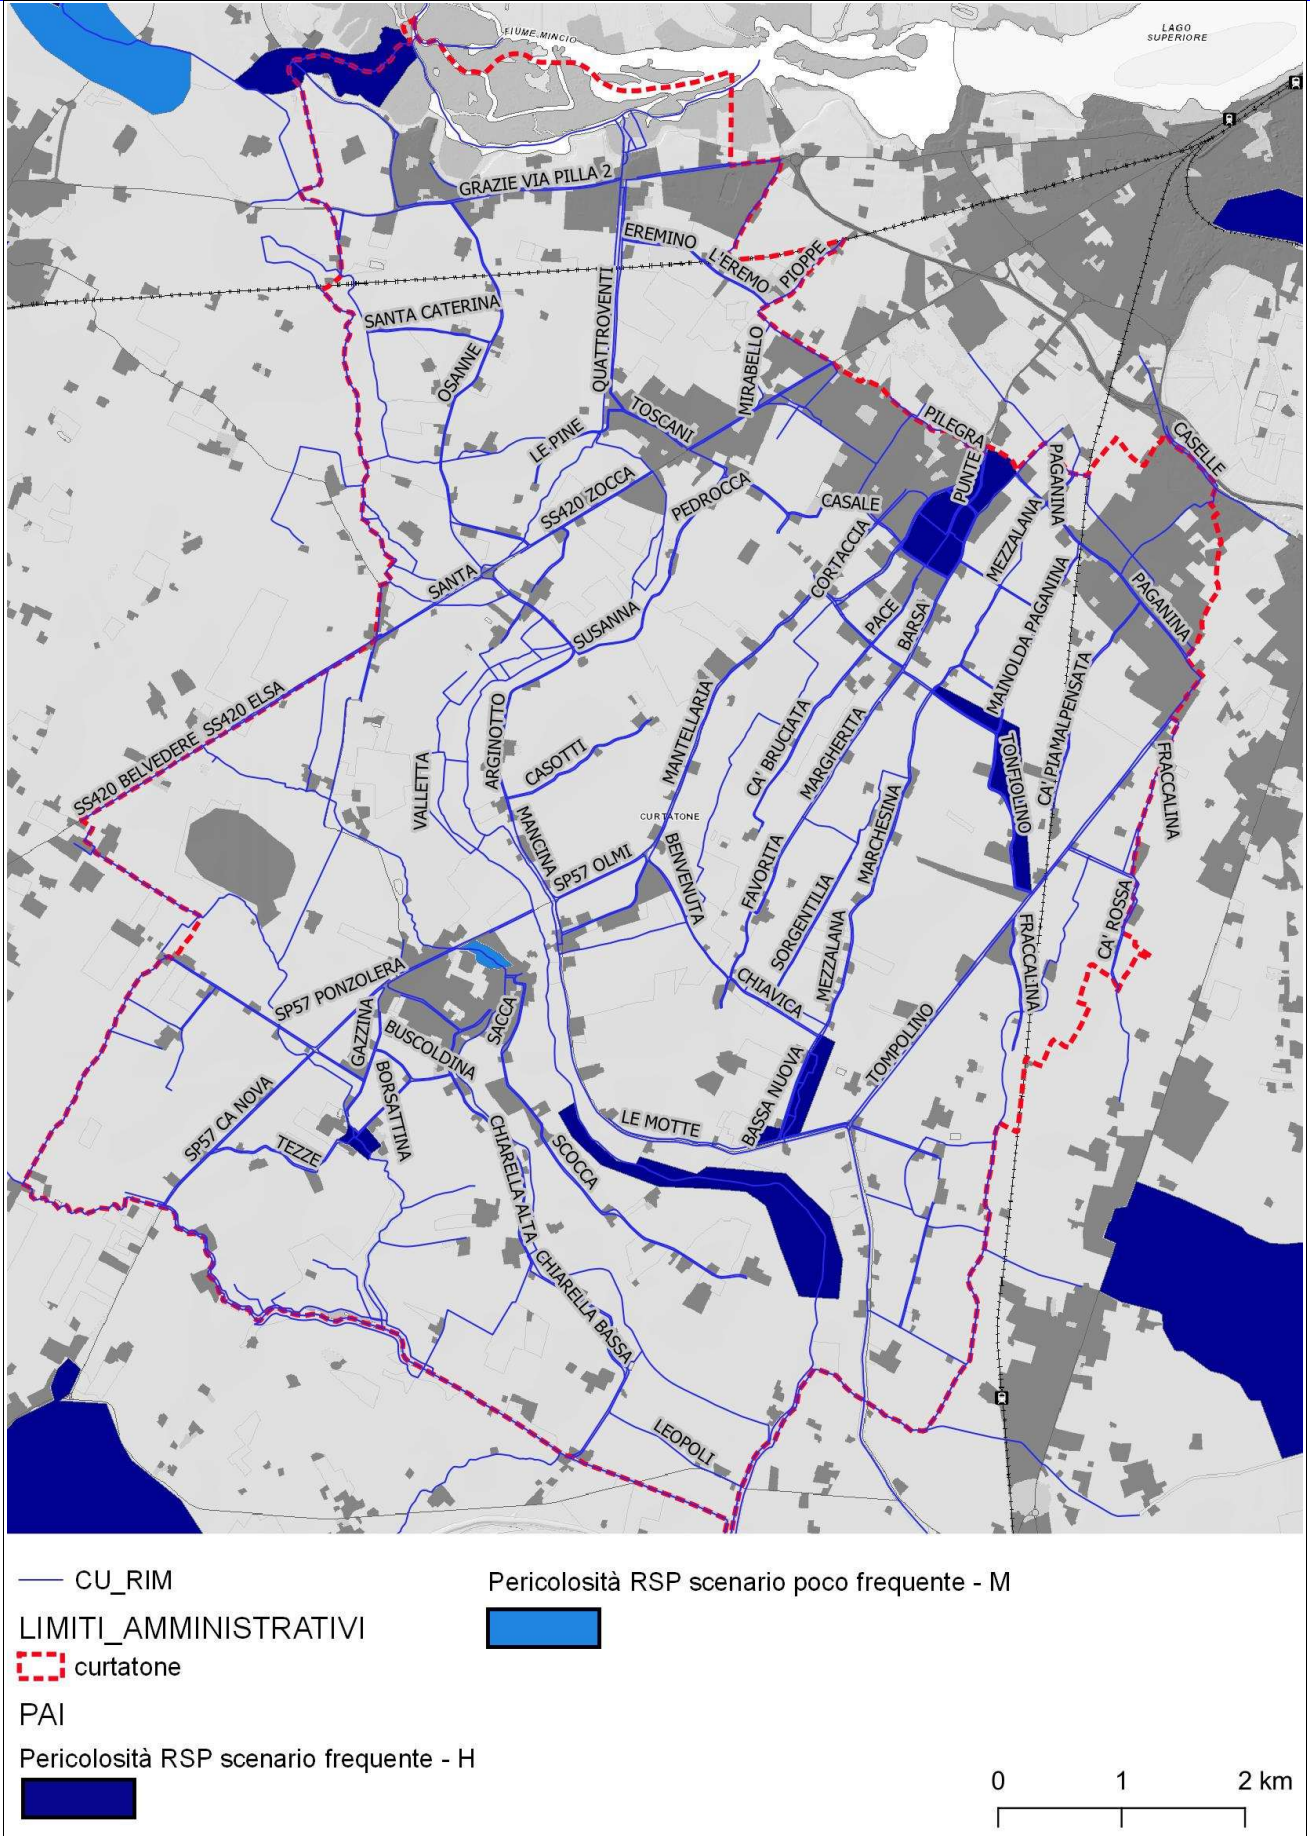 FIUME MINCIO
LAGO
SUPERIORE
GRAZIE VIA PILLA 2
EREMINO
L'EREMO
PIOPPE
SANTA CATERINA
QUATTROVENTI
OSANNE
MIRABELLO
TOSCANI
LE PINE
PILEGRA
CASELLE
PUNTE
PAGANINA
SS420 ZOCCA
PEDROCCA
CASALE
CORTACCIA
MEZZALANA
SANTA
SUSANNA
PACE
BARSA'
MAINOLDA PAGANINA
PAGANINA
SS420 BELVEDERE
SS420 ELSA
ARGINOTTO
VALLETTA
CASOTTI
MANTELLARIA
CA' BRUCIATA
MARGHERITA
CA' PIAMALPENSATA
TONFIOLINO
FRACCALINA
MANCINA
CURTATONE
SP57 OLMI
BENVENUTA
FAVORITA
SORGENTILIA
MARCHESINA
MEZZALANA
CA' ROSSA
FRACCALINA
SP57 PONZOLERA
CHIAVICA
SACCA
GAZZINA
BUSCOLDINA
BORSATTINA
TOMPOLINO
SP57 CA NOVA
TEZZE
LE MOTTE
BASSA NUOVA
CHIARELLA ALTA
SCOCCA
CHIARELLA BASSA
LEOPOLI
CU_RIM
LIMITI_AMMINISTRATIVI
curtatone
PAI
Pericolosità RSP scenario frequente - H
Pericolosità RSP scenario poco frequente - M
0 1 2 km